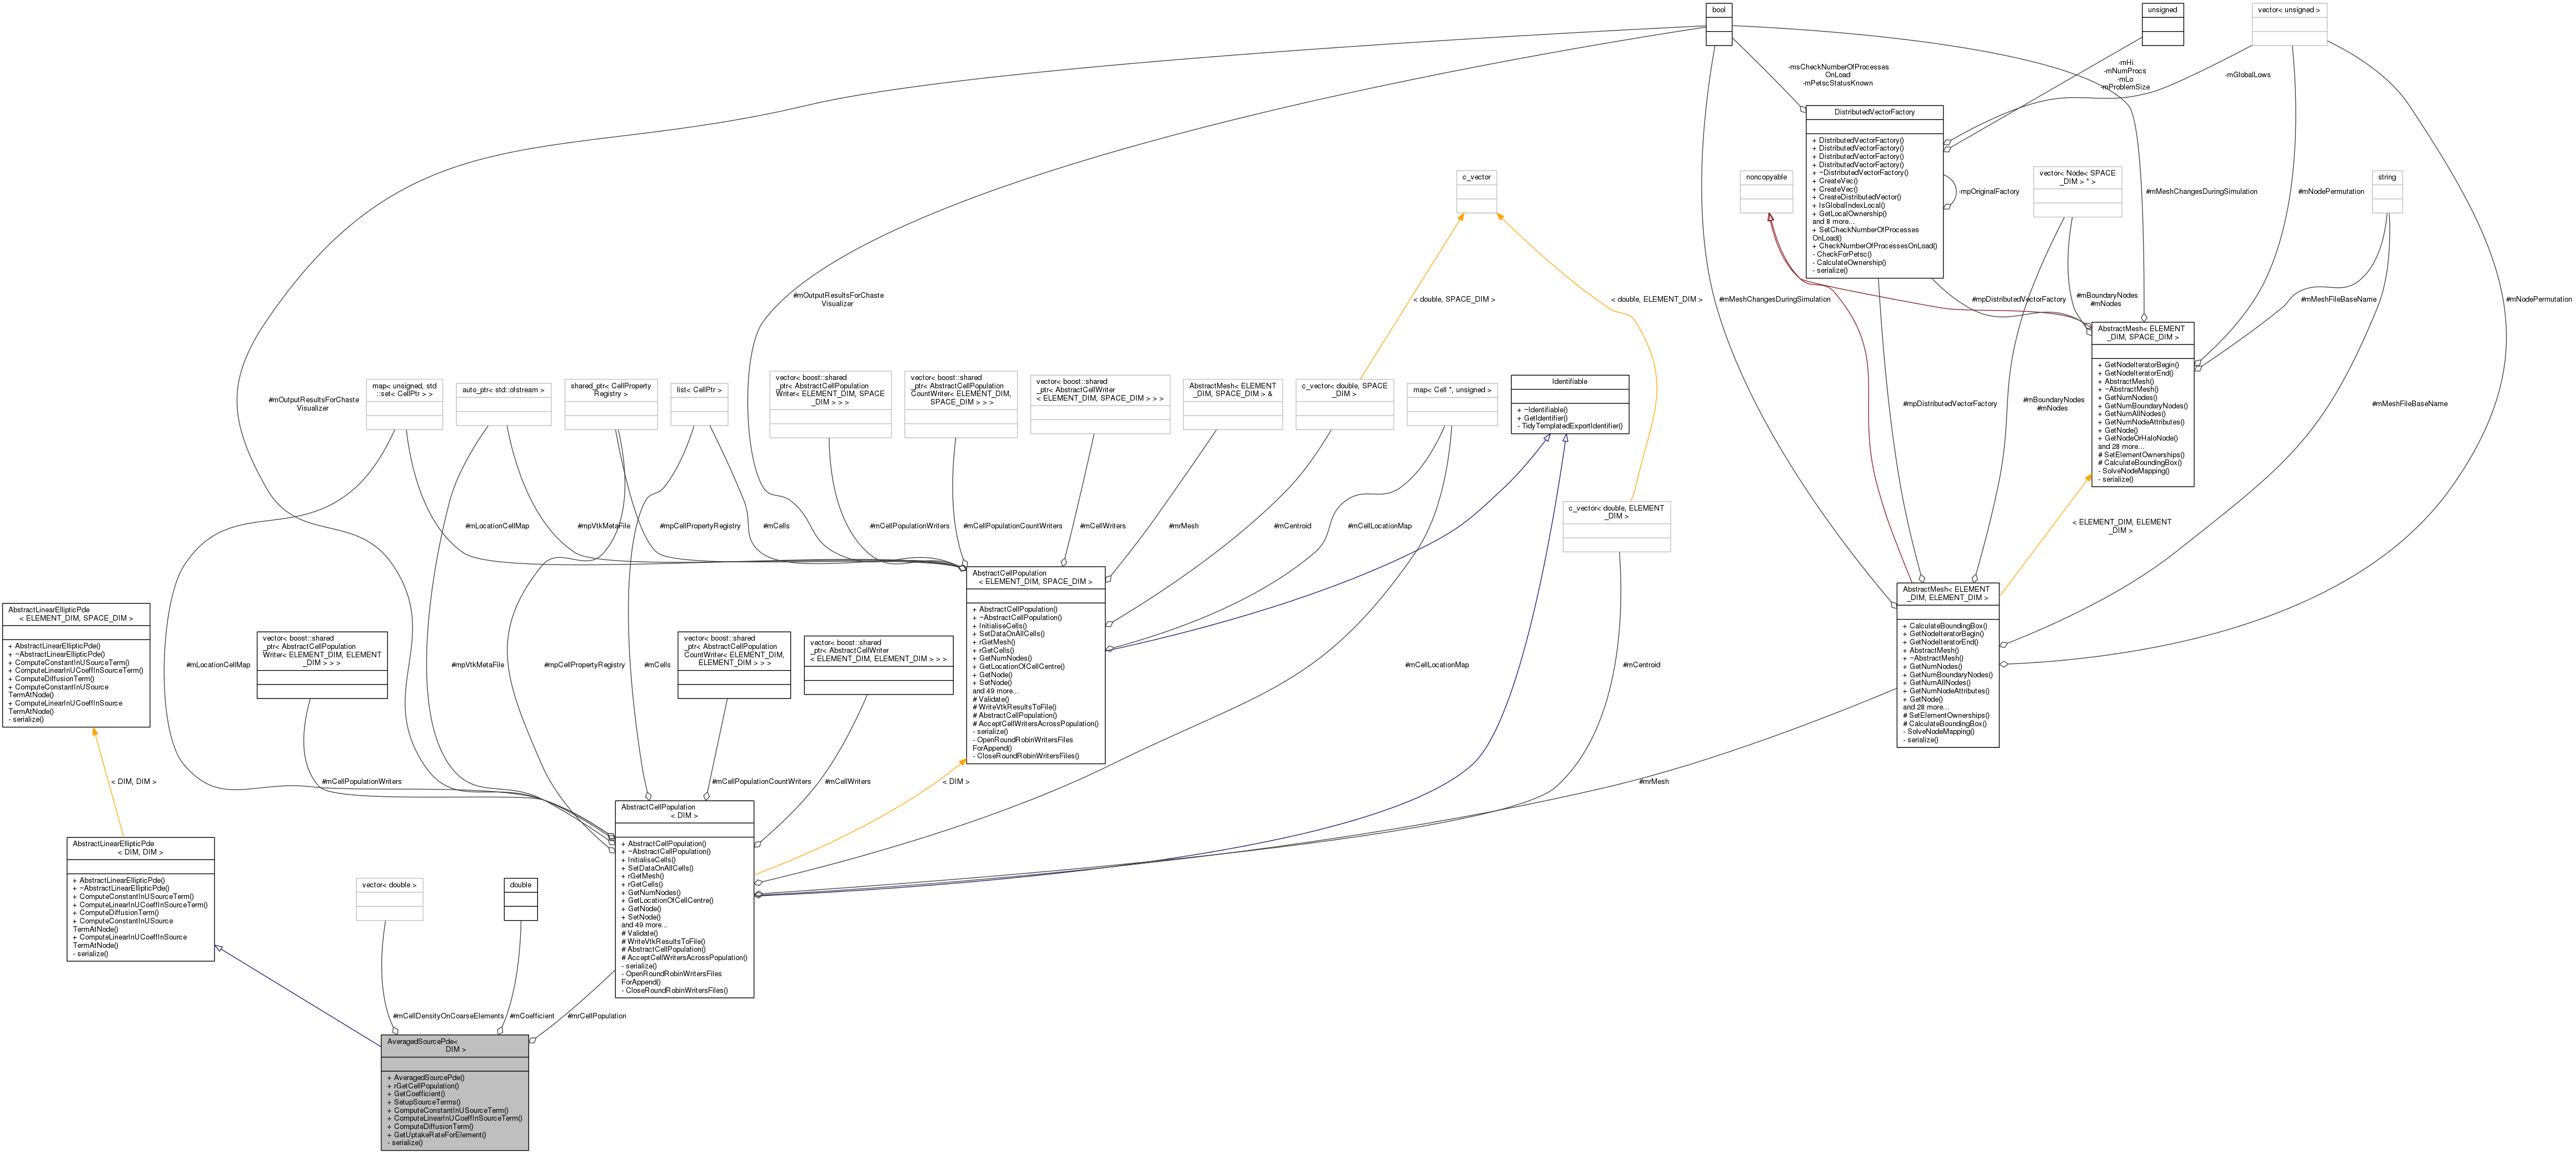 bool
unsigned
vector< unsigned >
-msCheckNumberOfProcesses
OnLoad
-mPetscStatusKnown
-mHi
-mNumProcs
-mLo
-mProblemSize
-mGlobalLows
DistributedVectorFactory
+ DistributedVectorFactory()
+ DistributedVectorFactory()
+ DistributedVectorFactory()
+ DistributedVectorFactory()
+ ~DistributedVectorFactory()
+ CreateVec()
+ CreateVec()
+ CreateDistributedVector()
+ IsGlobalIndexLocal()
+ GetLocalOwnership()
and 8 more...
+ SetCheckNumberOfProcesses
OnLoad()
+ CheckNumberOfProcessesOnLoad()
- CheckForPetsc()
- CalculateOwnership()
- serialize()
-mpOriginalFactory
c_vector
noncopyable
vector< Node< SPACE
_DIM > * >
#mMeshChangesDuringSimulation
#mNodePermutation
string
#mOutputResultsForChaste
Visualizer
< double, SPACE_DIM >
< double, ELEMENT_DIM >
#mMeshChangesDuringSimulation
#mpDistributedVectorFactory
#mBoundaryNodes
#mNodes
#mMeshFileBaseName
#mNodePermutation
AbstractMesh< ELEMENT
_DIM, SPACE_DIM >
+ GetNodeIteratorBegin()
+ GetNodeIteratorEnd()
+ AbstractMesh()
+ ~AbstractMesh()
+ GetNumNodes()
+ GetNumBoundaryNodes()
+ GetNumAllNodes()
+ GetNumNodeAttributes()
+ GetNode()
+ GetNodeOrHaloNode()
and 28 more...
# SetElementOwnerships()
# CalculateBoundingBox()
- SolveNodeMapping()
- serialize()
#mOutputResultsForChaste
Visualizer
map< unsigned, std
::set< CellPtr > >
auto_ptr< std::ofstream >
shared_ptr< CellProperty
Registry >
list< CellPtr >
vector< boost::shared
_ptr< AbstractCellPopulation
Writer< ELEMENT_DIM, SPACE
_DIM > > >
vector< boost::shared
_ptr< AbstractCellPopulation
CountWriter< ELEMENT_DIM,
SPACE_DIM > > >
vector< boost::shared
_ptr< AbstractCellWriter
< ELEMENT_DIM, SPACE_DIM > > >
AbstractMesh< ELEMENT
_DIM, SPACE_DIM > &
c_vector< double, SPACE
_DIM >
map< Cell *, unsigned >
Identifiable
+ ~Identifiable()
+ GetIdentifier()
- TidyTemplatedExportIdentifier()
#mpDistributedVectorFactory
#mBoundaryNodes
#mNodes
#mMeshFileBaseName
c_vector< double, ELEMENT
_DIM >
#mLocationCellMap
#mpVtkMetaFile
#mpCellPropertyRegistry
#mCells
#mCellPopulationWriters
#mCellPopulationCountWriters
#mCellWriters
#mrMesh
#mCentroid
#mCellLocationMap
< ELEMENT_DIM, ELEMENT
_DIM >
AbstractCellPopulation
< ELEMENT_DIM, SPACE_DIM >
+ AbstractCellPopulation()
+ ~AbstractCellPopulation()
+ InitialiseCells()
+ SetDataOnAllCells()
+ rGetMesh()
+ rGetCells()
+ GetNumNodes()
+ GetLocationOfCellCentre()
+ GetNode()
+ SetNode()
and 49 more...
# Validate()
# WriteVtkResultsToFile()
# AbstractCellPopulation()
# AcceptCellWritersAcrossPopulation()
- serialize()
- OpenRoundRobinWritersFiles
ForAppend()
- CloseRoundRobinWritersFiles()
AbstractMesh< ELEMENT
_DIM, ELEMENT_DIM >
+ CalculateBoundingBox()
+ GetNodeIteratorBegin()
+ GetNodeIteratorEnd()
+ AbstractMesh()
+ ~AbstractMesh()
+ GetNumNodes()
+ GetNumBoundaryNodes()
+ GetNumAllNodes()
+ GetNumNodeAttributes()
+ GetNode()
and 28 more...
# SetElementOwnerships()
# CalculateBoundingBox()
- SolveNodeMapping()
- serialize()
AbstractLinearEllipticPde
< ELEMENT_DIM, SPACE_DIM >
+ AbstractLinearEllipticPde()
+ ~AbstractLinearEllipticPde()
+ ComputeConstantInUSourceTerm()
+ ComputeLinearInUCoeffInSourceTerm()
+ ComputeDiffusionTerm()
+ ComputeConstantInUSource
TermAtNode()
+ ComputeLinearInUCoeffInSource
TermAtNode()
- serialize()
vector< boost::shared
_ptr< AbstractCellPopulation
Writer< ELEMENT_DIM, ELEMENT
_DIM > > >
vector< boost::shared
_ptr< AbstractCellPopulation
CountWriter< ELEMENT_DIM,
ELEMENT_DIM > > >
vector< boost::shared
_ptr< AbstractCellWriter
< ELEMENT_DIM, ELEMENT_DIM > > >
#mLocationCellMap
#mpVtkMetaFile
#mpCellPropertyRegistry
#mCells
#mCellLocationMap
#mCentroid
< DIM, DIM >
#mCellPopulationWriters
#mCellPopulationCountWriters
#mCellWriters
< DIM >
#mrMesh
AbstractCellPopulation
< DIM >
+ AbstractCellPopulation()
+ ~AbstractCellPopulation()
+ InitialiseCells()
+ SetDataOnAllCells()
+ rGetMesh()
+ rGetCells()
+ GetNumNodes()
+ GetLocationOfCellCentre()
+ GetNode()
+ SetNode()
and 49 more...
# Validate()
# WriteVtkResultsToFile()
# AbstractCellPopulation()
# AcceptCellWritersAcrossPopulation()
- serialize()
- OpenRoundRobinWritersFiles
ForAppend()
- CloseRoundRobinWritersFiles()
AbstractLinearEllipticPde
< DIM, DIM >
+ AbstractLinearEllipticPde()
+ ~AbstractLinearEllipticPde()
+ ComputeConstantInUSourceTerm()
+ ComputeLinearInUCoeffInSourceTerm()
+ ComputeDiffusionTerm()
+ ComputeConstantInUSource
TermAtNode()
+ ComputeLinearInUCoeffInSource
TermAtNode()
- serialize()
vector< double >
double
#mCellDensityOnCoarseElements
#mCoefficient
#mrCellPopulation
AveragedSourcePde<
DIM >
+ AveragedSourcePde()
+ rGetCellPopulation()
+ GetCoefficient()
+ SetupSourceTerms()
+ ComputeConstantInUSourceTerm()
+ ComputeLinearInUCoeffInSourceTerm()
+ ComputeDiffusionTerm()
+ GetUptakeRateForElement()
- serialize()